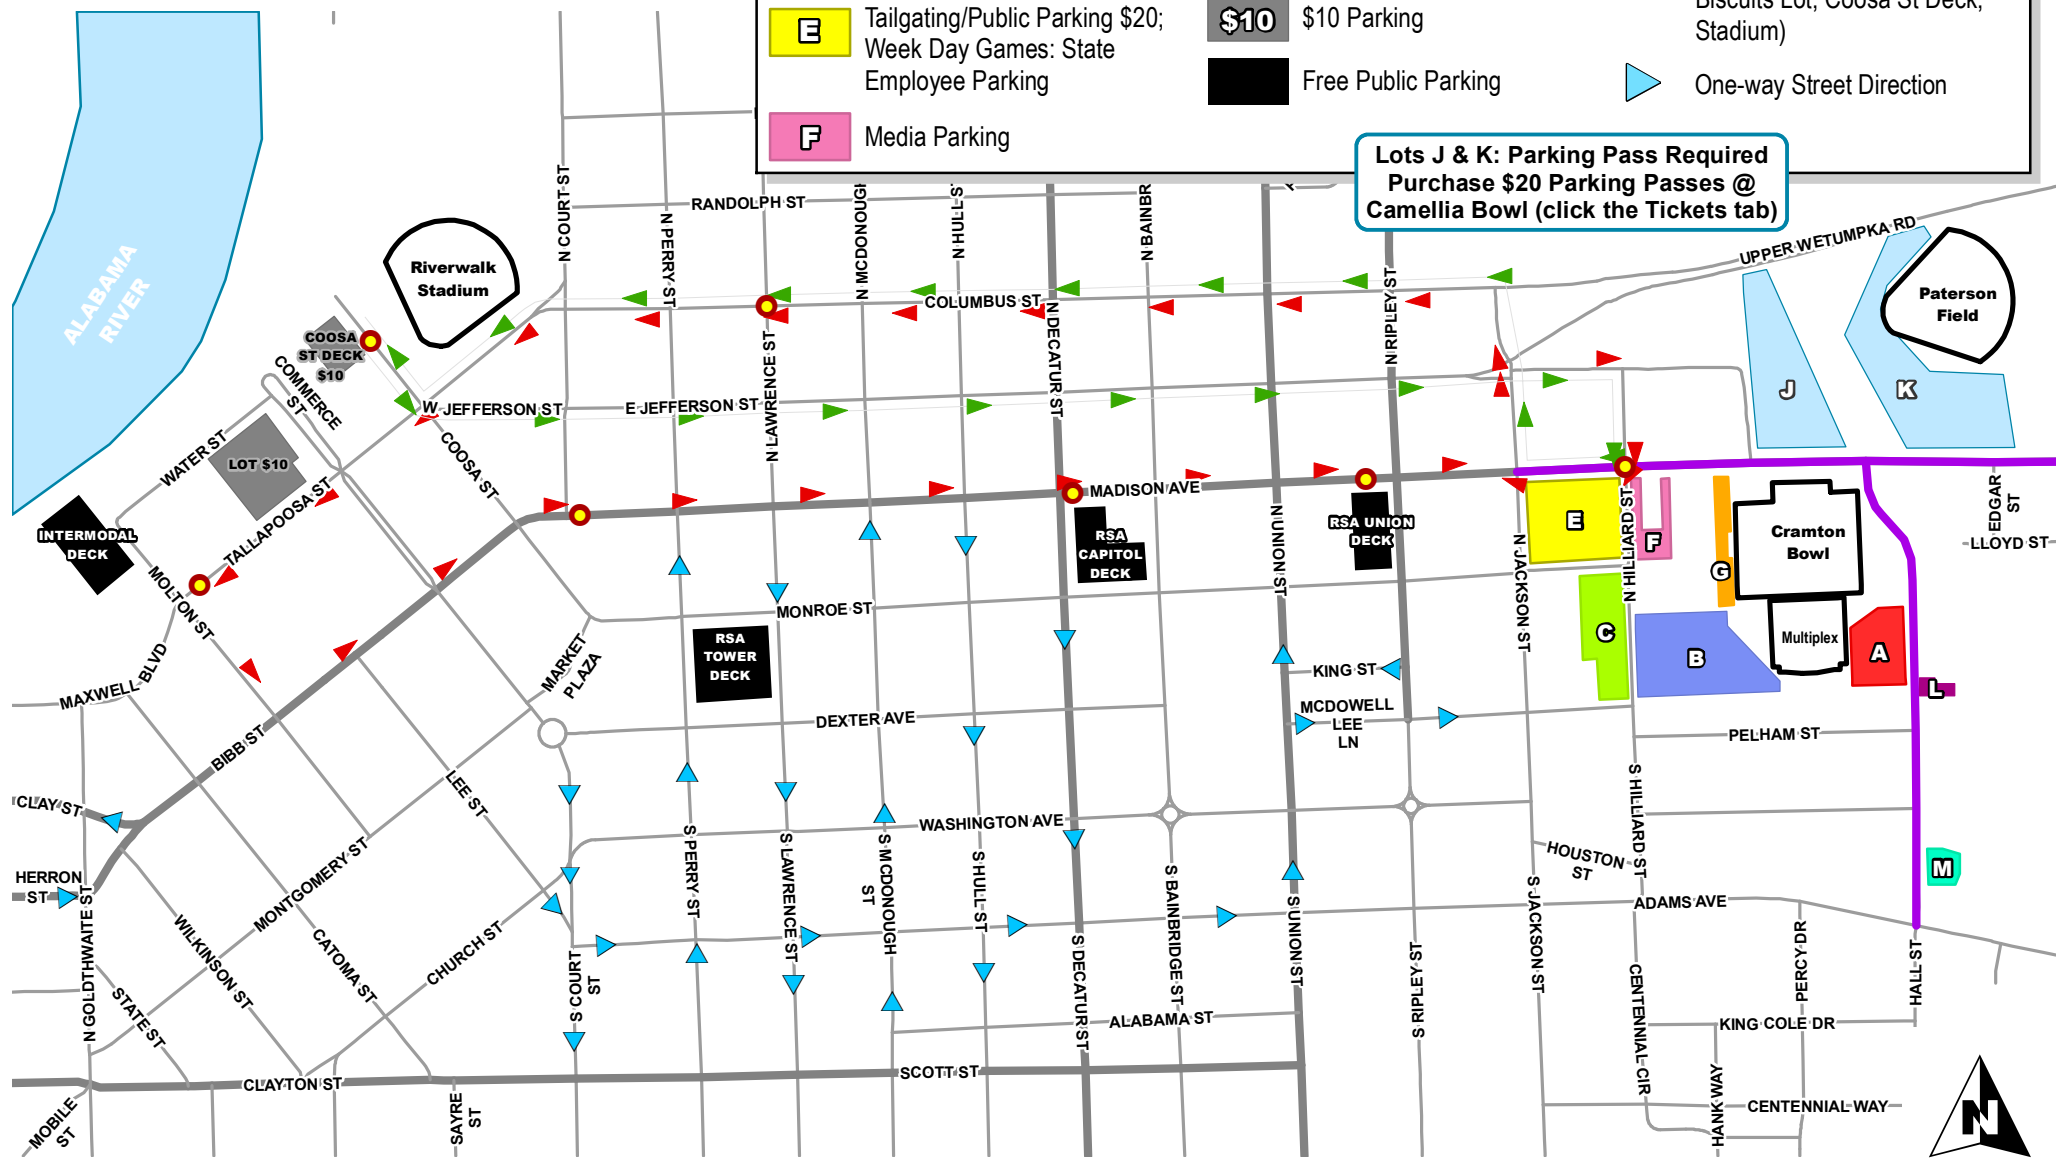 E
Tailgating/Public Parking $20;
Week Day Games: State
Employee Parking
F
Media Parking
$10
$10 Parking
Free Public Parking
Biscuits Lot, Coosa St Deck,
Stadium)
One-way Street Direction
Lots J & K: Parking Pass Required
Purchase $20 Parking Passes @
Camellia Bowl (click the Tickets tab)
ALABAMA
RIVER
Riverwalk
Stadium
Paterson
Field
RANDOLPH ST
N COURT ST
N PERRY ST
N MCDONOUGH
N HULL S
N BAINBR
UPPER WETUMPKA RD
COLUMBUS ST
N LAWRENCE ST
N DECATUR ST
N RIPLEY ST
COOSA
ST DECK
$10
COMMERCE
ST
W JEFFERSON ST
E JEFFERSON ST
J
K
WATER ST
LOT $10
COOSA ST
TALLAPOOSA ST
MADISON AVE
INTERMODAL
DECK
RSA
CAPITOL
DECK
RSA UNION
DECK
N UNION ST
N JACKSON ST
E
N HILLIARD ST
F
G
Cramton
Bowl
EDGAR
ST
LLOYD ST
MOLTON ST
MONROE ST
RSA
TOWER
DECK
MARKET
PLAZA
KING ST
C
B
Multiplex
A
L
MAXWELL BLVD
MCDOWELL
LEE
LN
DEXTER AVE
PELHAM ST
BIBB ST
LEE ST
CLAY ST
WASHINGTON AVE
S HILLIARD ST
HOUSTON
ST
M
HERRON
ST
MONTGOMERY ST
S PERRY ST
S LAWRENCE ST
S MCDONOUGH
ST
S HULL ST
S BAINBRIDGE ST
S UNION ST
S JACKSON ST
ADAMS AVE
N GOLDTHWAITE ST
WILKINSON ST
CATOMA ST
CHURCH ST
S COURT
ST
S DECATUR ST
S RIPLEY ST
CENTENNIAL CIR
PERCY DR
HALL ST
STATE ST
ALABAMA ST
KING COLE DR
CLAYTON ST
SCOTT ST
MOBILE
ST
SAYRE
ST
HANK WAY
CENTENNIAL WAY
N